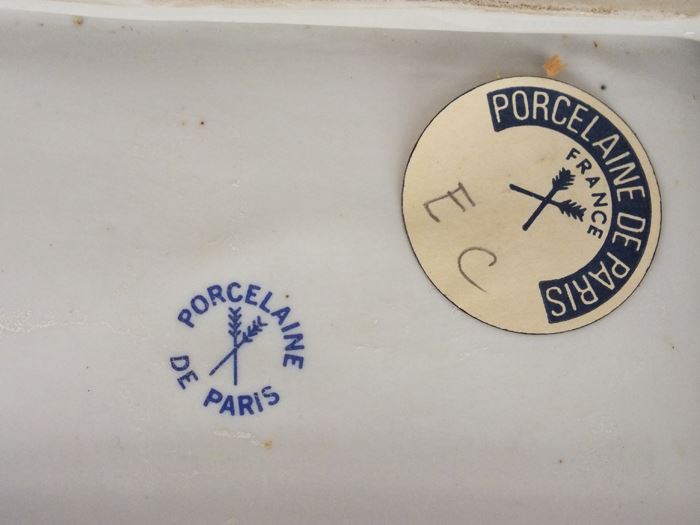 PORCELAINE DE PARIS
FRANCE
E C
PORCELAINE
DE PARIS